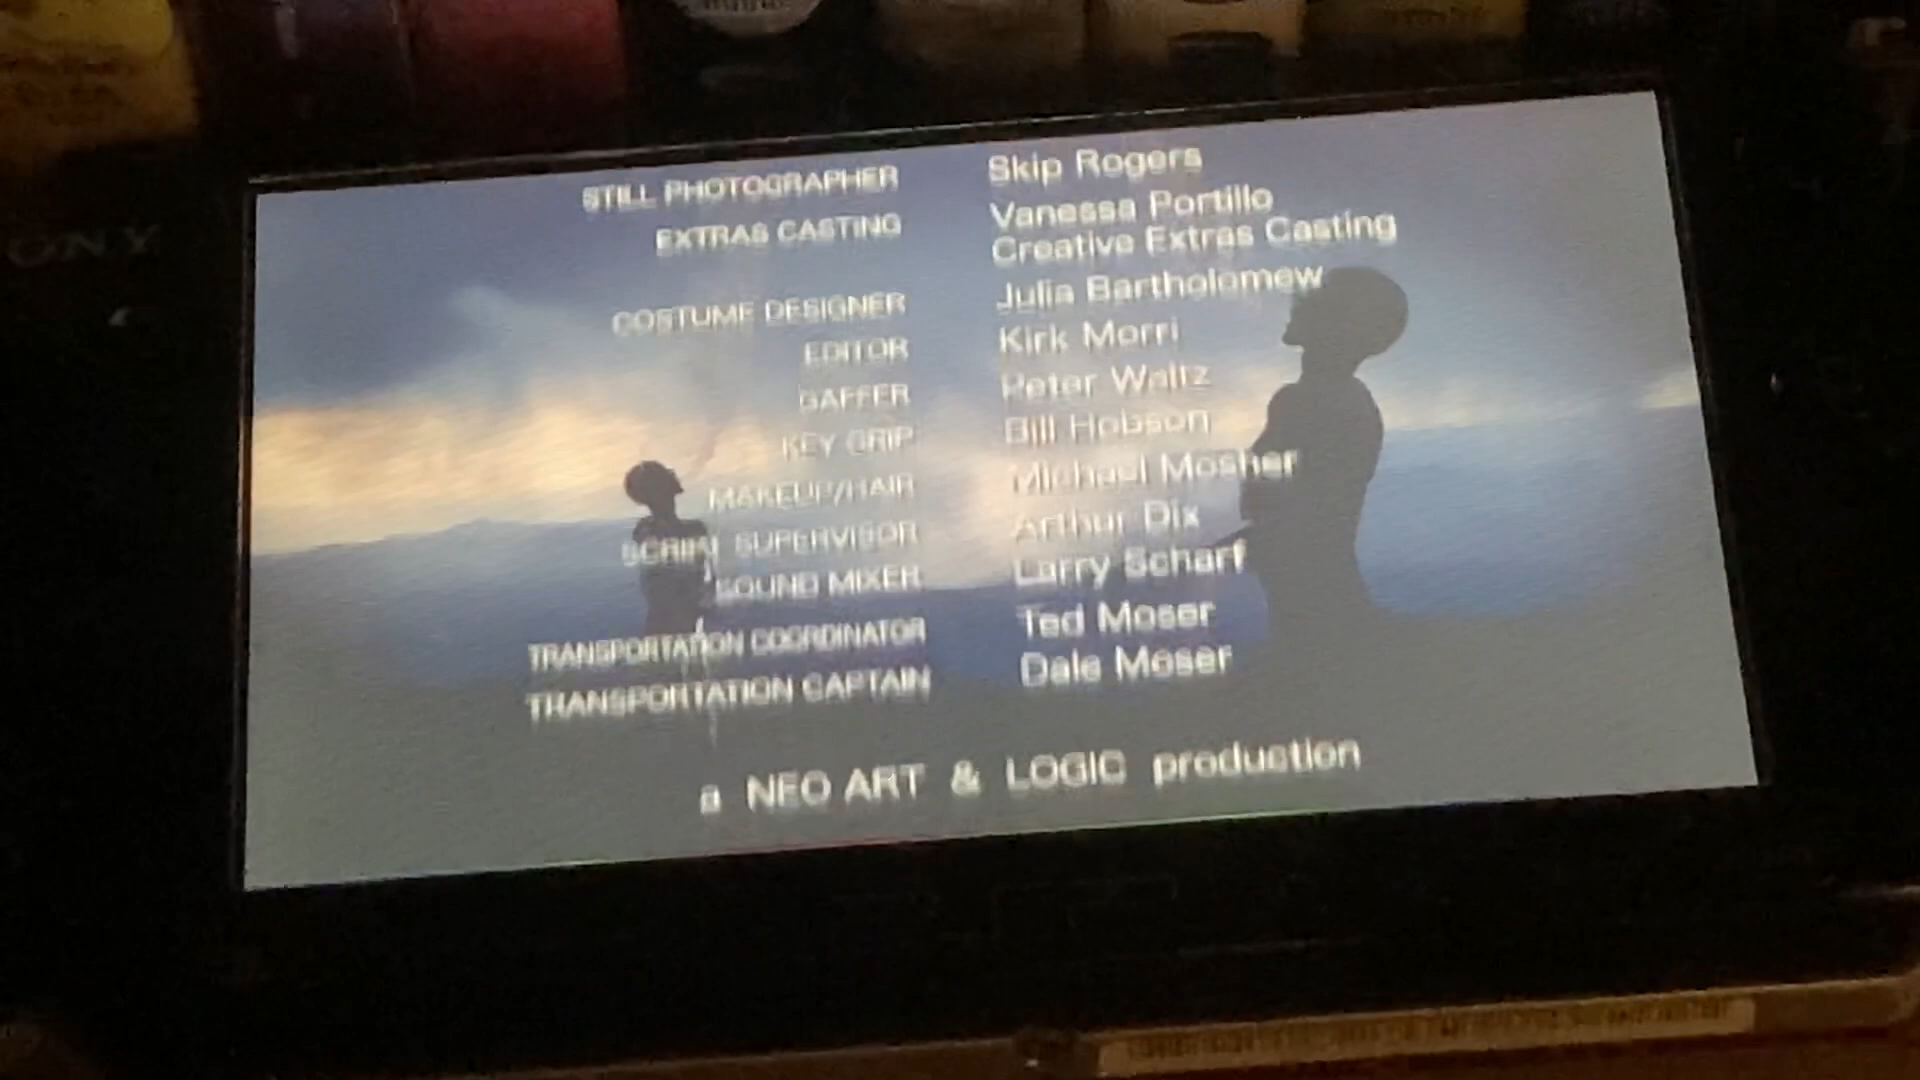 SONY
STILL PHOTOGRAPHER Skip Rogers
EXTRAS CASTING Vanessa Portillo
Creative Extras Casting
COSTUME DESIGNER Julia Bartholomew
EDITOR Kirk Morri
GAFFER Peter Waltz
KEY GRIP Bill Hobson
MAKEUP/HAIR Michael Mosher
SCRIPT SUPERVISOR Arthur Dix
SOUND MIXER Larry Scharf
TRANSPORTATION COORDINATOR Ted Moser
TRANSPORTATION CAPTAIN Dale Moser
a NEO ART & LOGIC production